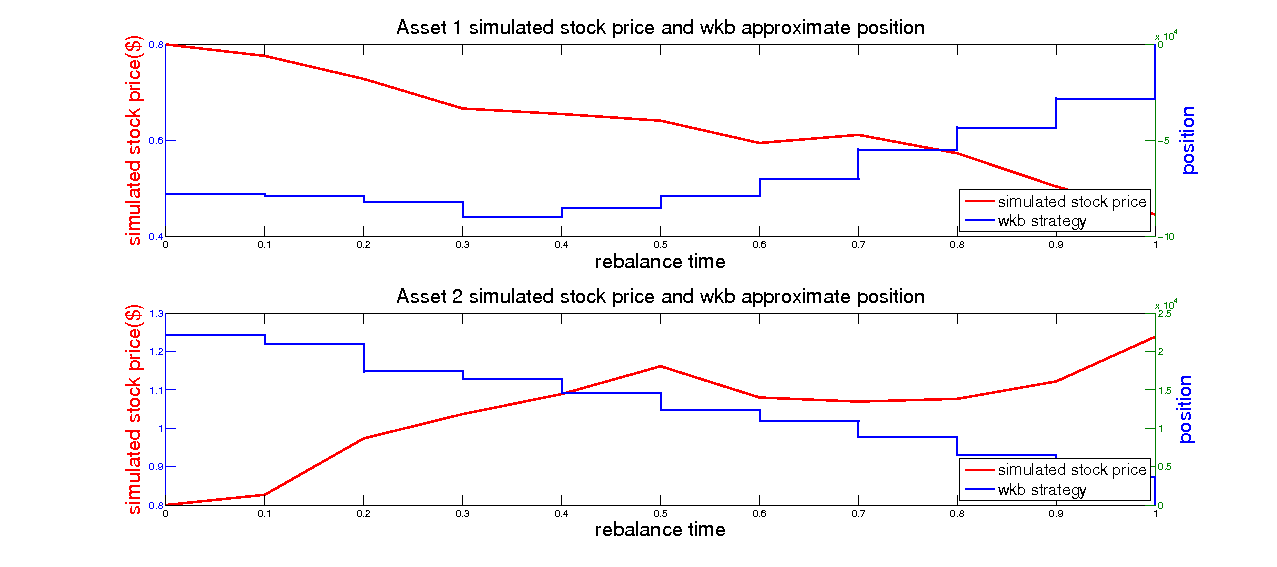 Asset 1 simulated stock price and wkb approximate position
x 10^4
simulated stock price($)
0.8
0.6
0.4
0
-5
-10
position
simulated stock price
wkb strategy
0 0.1 0.2 0.3 0.4 0.5 0.6 0.7 0.8 0.9 1
rebalance time
Asset 2 simulated stock price and wkb approximate position
x 10^4
simulated stock price($)
1.3
1.2
1.1
1
0.9
0.8
2.5
2
1.5
1
0.5
0
position
simulated stock price
wkb strategy
0 0.1 0.2 0.3 0.4 0.5 0.6 0.7 0.8 0.9 1
rebalance time